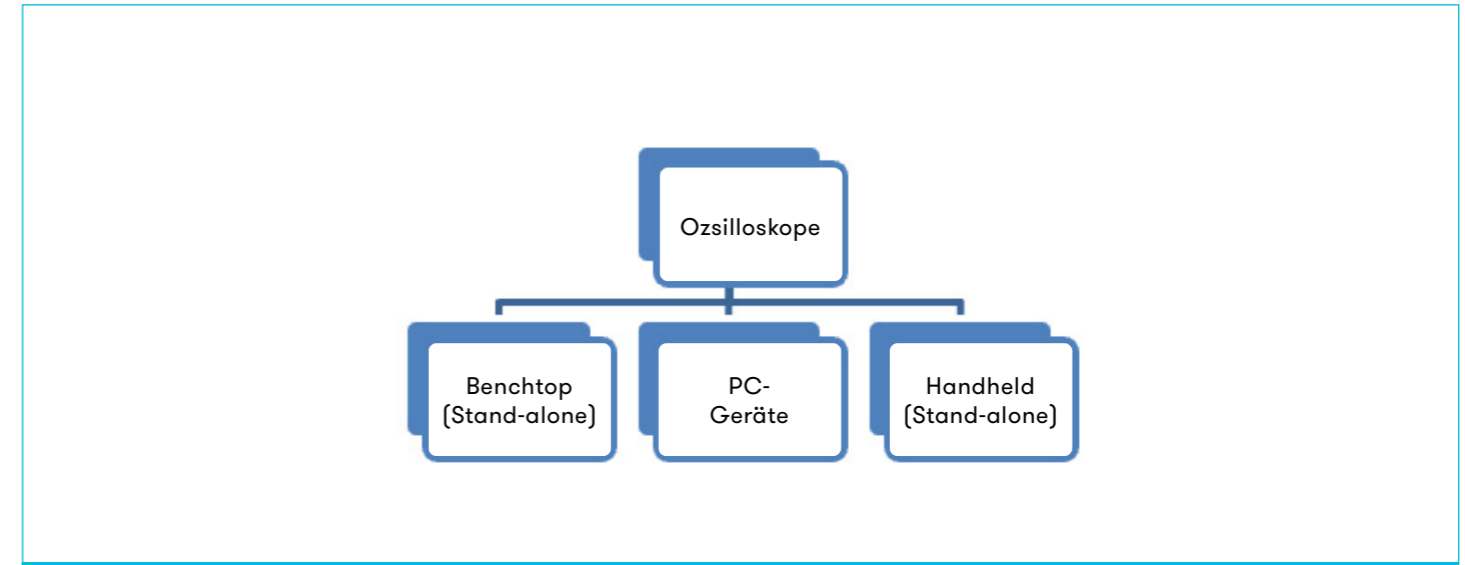 Ozsilloskope
Benchtop
(Stand-alone)
PC-
Geräte
Handheld
(Stand-alone)